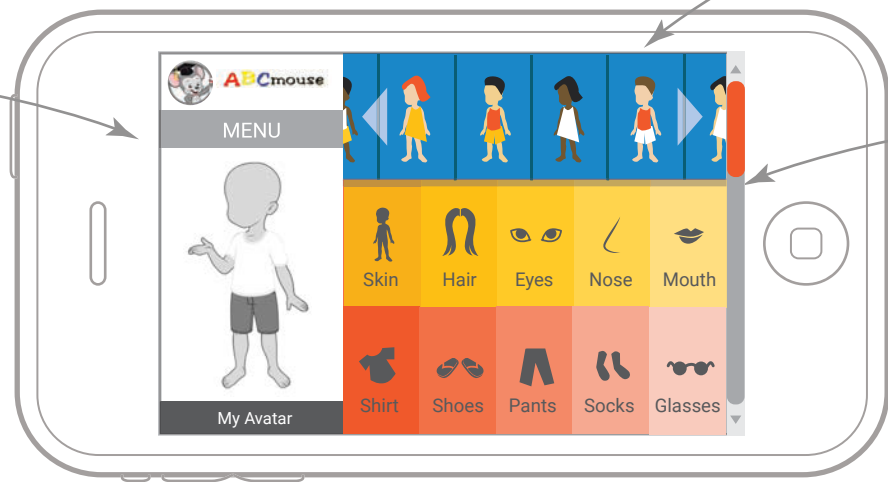 ABCmouse
MENU
Skin Hair Eyes Nose Mouth
Shirt Shoes Pants Socks Glasses
My Avatar